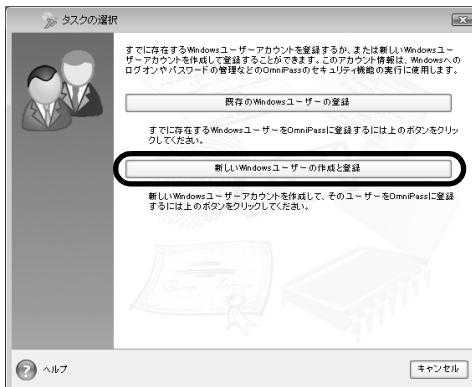 タスクの選択
すでに存在するWindowsユーザーアカウントを登録するか、または新しいWindowsユー
ザーアカウントを作成して登録することができます。このアカウント情報は、Windowsへの
ログオンやパスワードの管理などのOmniPassのセキュリティ機能の実行に使用します。
既存のWindowsユーザーの登録
すでに存在するWindowsユーザーをOmniPassに登録するには上のボタンをクリッ
クしてください。
新しいWindowsユーザーの作成と登録
新しいWindowsユーザーアカウントを作成して、そのユーザーをOmniPassに登録
するには上のボタンをクリックしてください。
ヘルプ
キャンセル